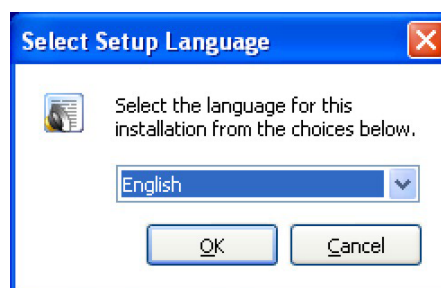 Select Setup Language
Select the language for this
installation from the choices below.
English
OK
Cancel